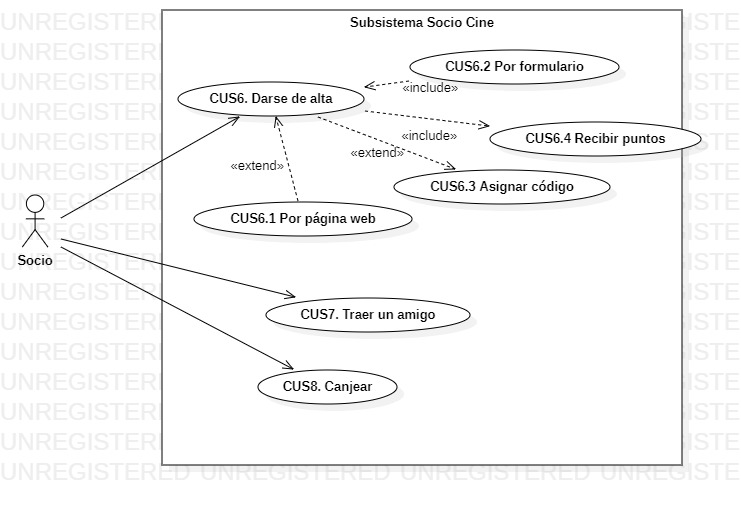 Subsistema Socio Cine
CUS6.2 Por formulario
«include»
CUS6. Darse de alta
«include»
CUS6.4 Recibir puntos
«extend»
«extend»
CUS6.3 Asignar código
CUS6.1 Por página web
Socio
CUS7. Traer un amigo
CUS8. Canjear
UNREGISTERED UNREGISTERED UNREGISTERED UNREGISTE